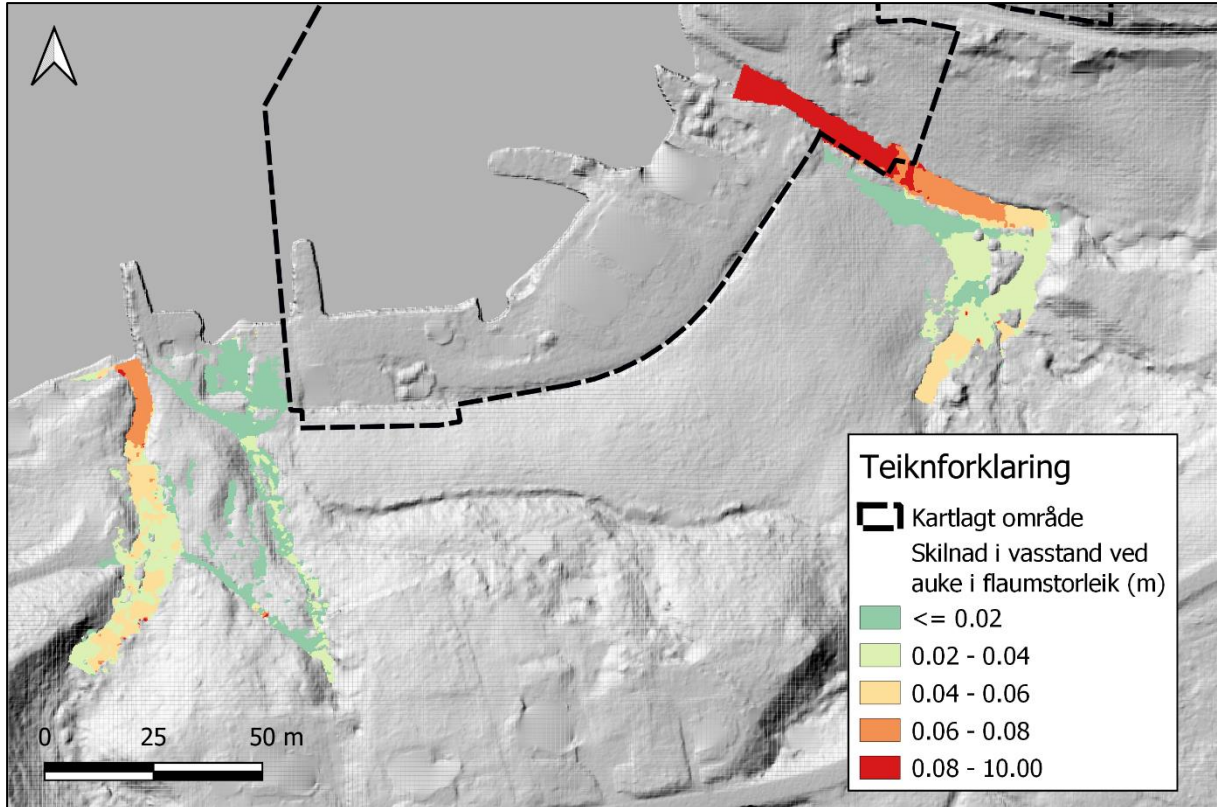 Teiknforklaring
Kartlagt område
Skilnad i vasstand ved
auke i flaumstorleik (m)
<= 0.02
0.02 - 0.04
0.04 - 0.06
0.06 - 0.08
0.08 - 10.00
0 25 50 m